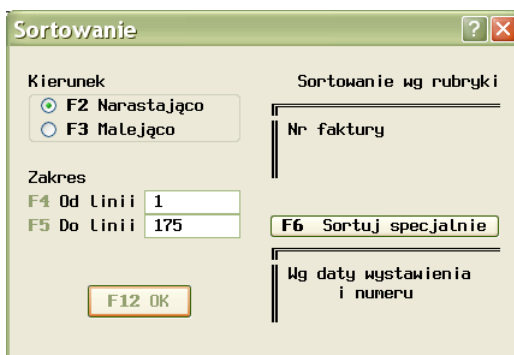 Sortowanie
Kierunek
F2 Narastająco
F3 Malejąco
Zakres
F4 Od linii 1
F5 Do linii 175
F12 OK
Sortowanie wg rubryki
Nr faktury
F6 Sortuj specjalnie
Wg daty wystawienia
i numeru